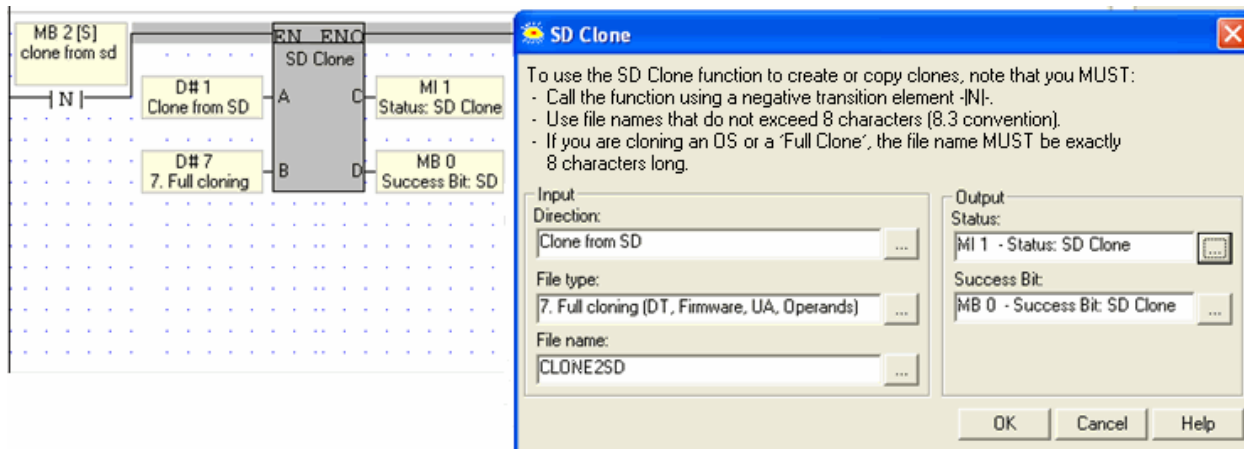 MB 2 [S]
clone from sd
N
EN ENO
SD Clone
D# 1
Clone from SD
A
C
MI 1
Status: SD Clone
D# 7
7. Full cloning
B
D
MB 0
Success Bit: SD
SD Clone
To use the SD Clone function to create or copy clones, note that you MUST:
- Call the function using a negative transition element -|N|-.
- Use file names that do not exceed 8 characters (8.3 convention).
- If you are cloning an OS or a ´Full Clone´, the file name MUST be exactly
8 characters long.
Input
Direction:
Clone from SD
...
File type:
7. Full cloning (DT, Firmware, UA, Operands)
...
File name:
CLONE2SD
...
Output
Status:
MI 1 - Status: SD Clone
...
Success Bit:
MB 0 - Success Bit: SD Clone
...
OK
Cancel
Help